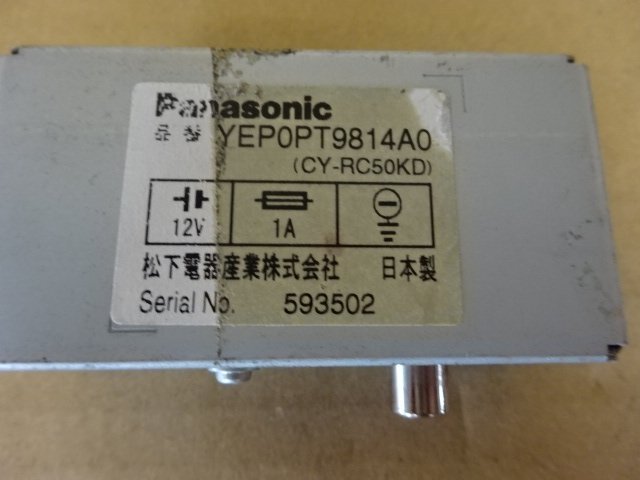 Panasonic
品番 YEP0PT9814A0
(CY-RC50KD)
12V 1A
松下電器産業株式会社 日本製
Serial No. 593502